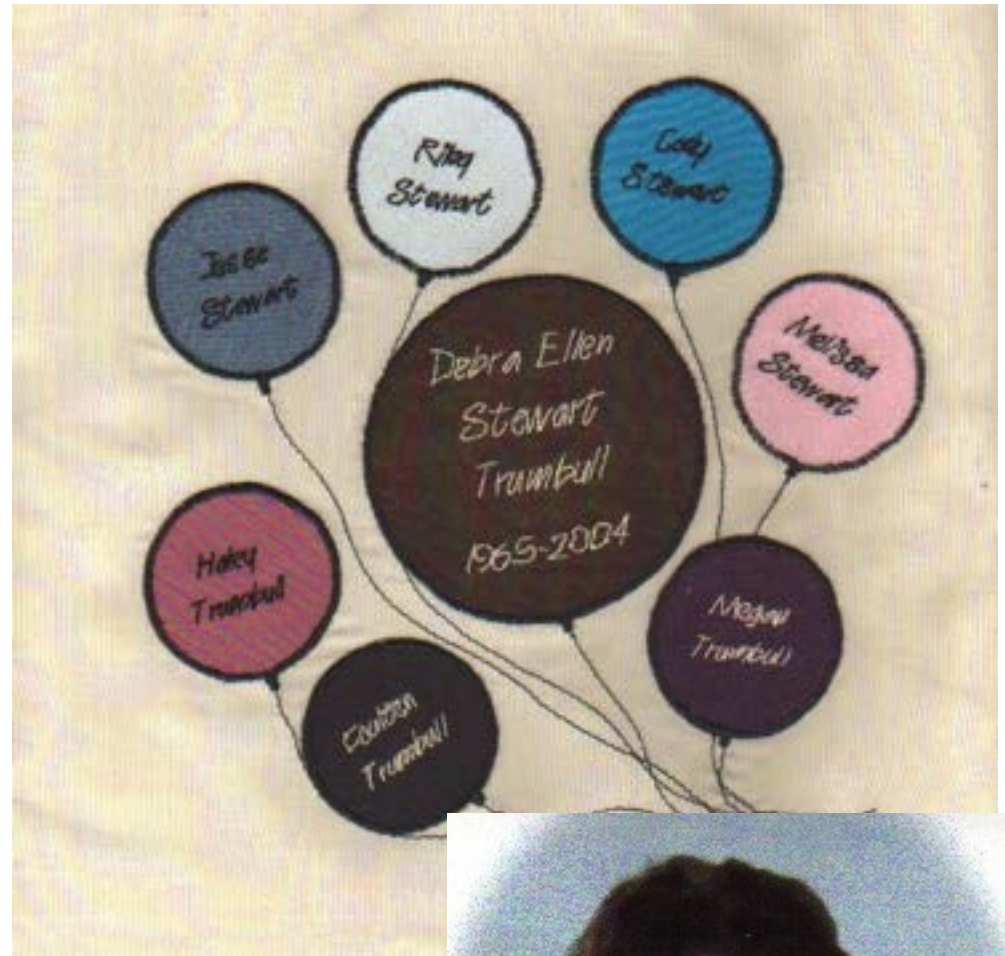 Riley
Stewart
Cody
Stewart
Jesse
Stewart
Debra Ellen
Stewart
Trumbull
1965-2004
Melissa
Stewart
Haley
Trumbull
Megan
Trumbull
Trumbull